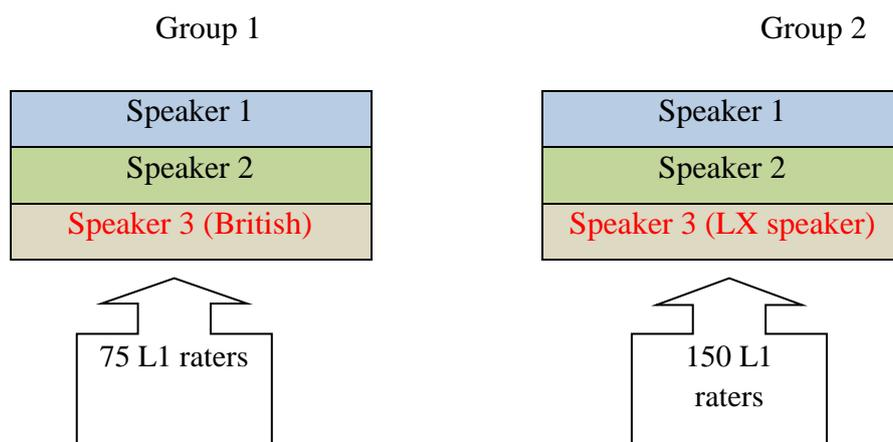 Group 1
Group 2
Speaker 1
Speaker 2
Speaker 3 (British)
Speaker 1
Speaker 2
Speaker 3 (LX speaker)
75 L1 raters
150 L1
raters